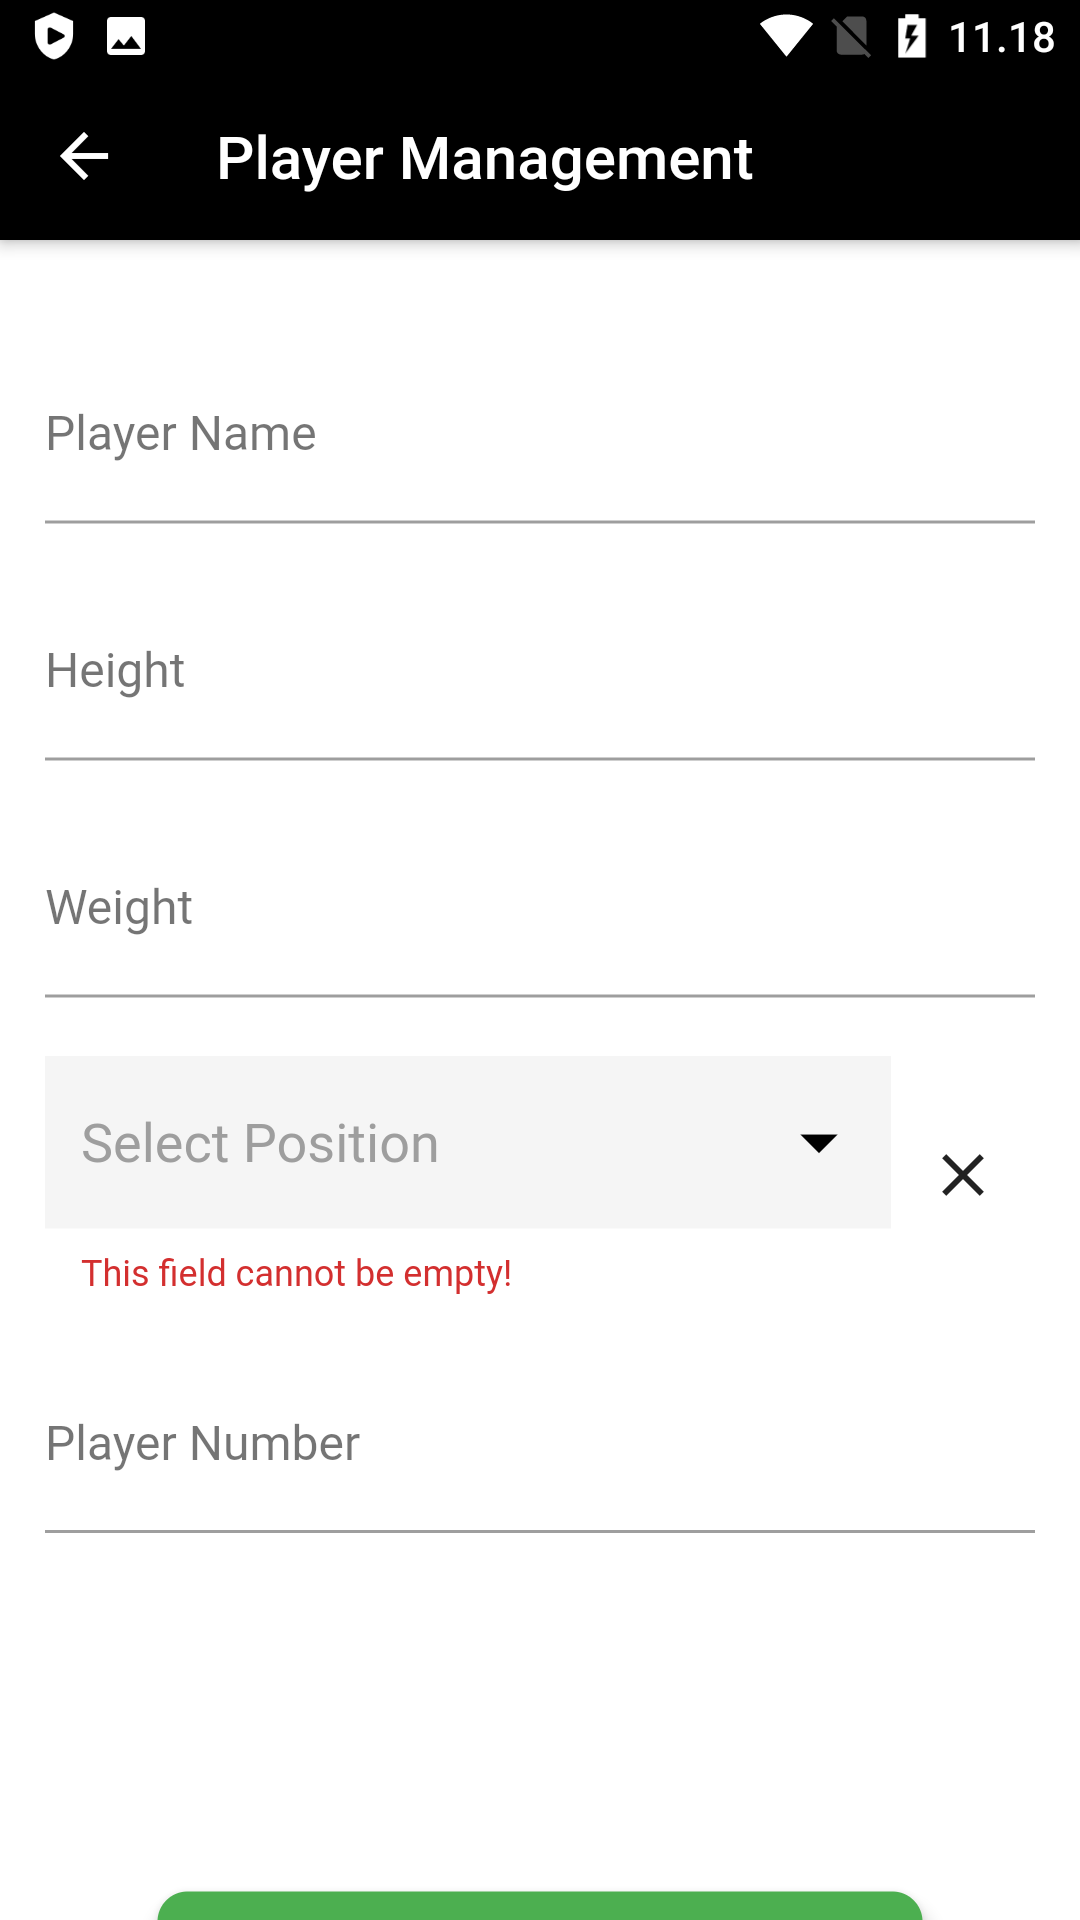 11.18
Player Management
Player Name
Height
Weight
Select Position
This field cannot be empty!
Player Number